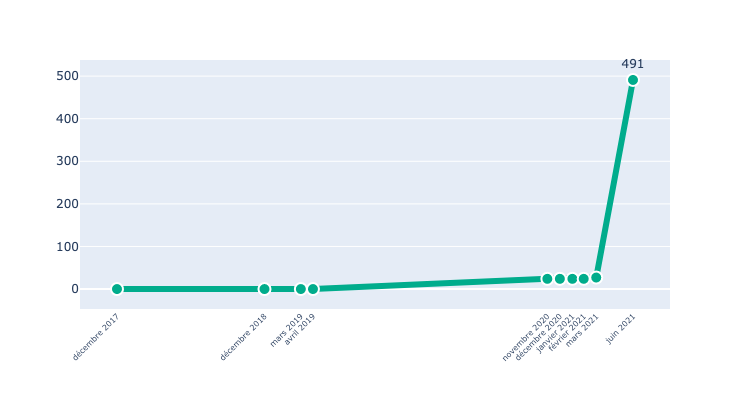 491
500
400
300
200
100
0
décembre 2017
décembre 2018
mars 2019
avril 2019
novembre 2020
décembre 2020
janvier 2021
février 2021
mars 2021
juin 2021